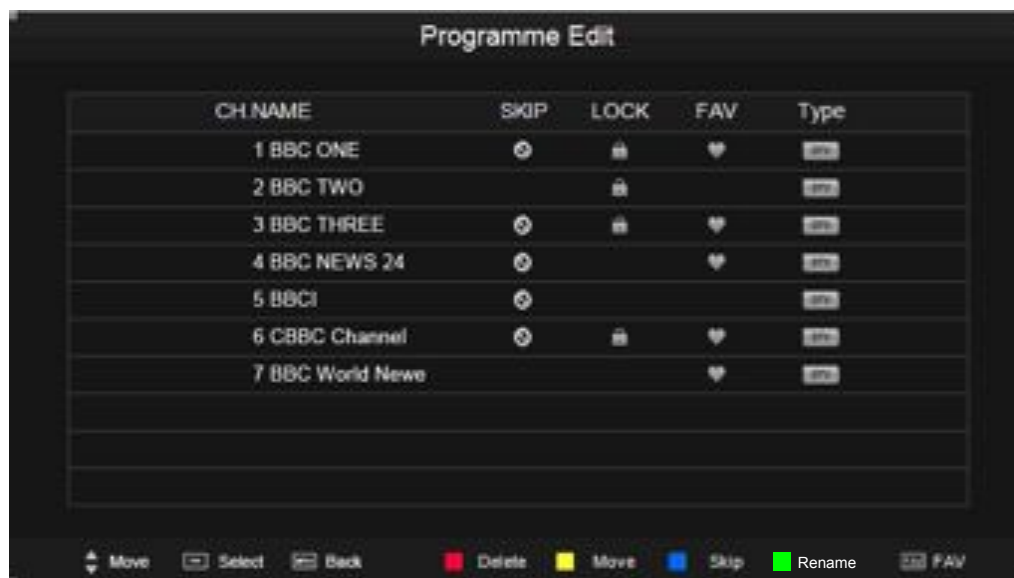 Programme Edit
CH.NAME SKIP LOCK FAV Type
1 BBC ONE
2 BBC TWO
3 BBC THREE
4 BBC NEWS 24
5 BBCI
6 CBBC Channel
7 BBC World Newe
Move Select Back Delete Move Skip Rename FAV